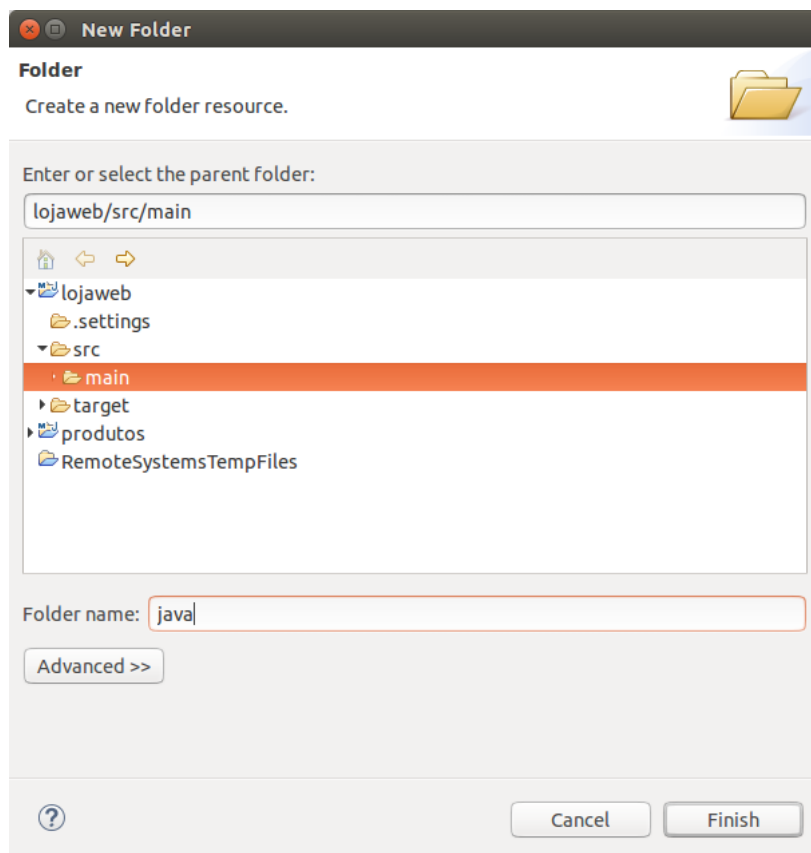 New Folder
Folder
Create a new folder resource.
Enter or select the parent folder:
lojaweb/src/main
lojaweb
.settings
src
main
target
produtos
RemoteSystemsTempFiles
Folder name: java
Advanced >>
? Cancel Finish